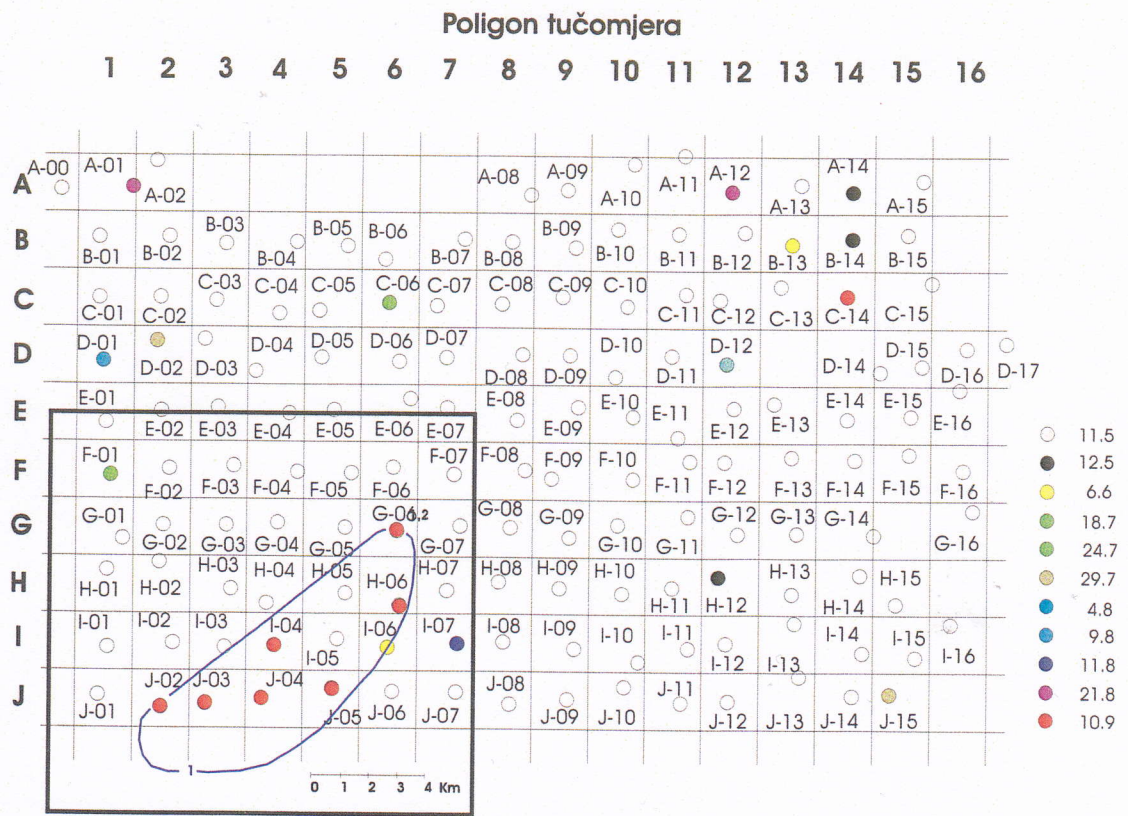 Poligon tučomjera
1 2 3 4 5 6 7 8 9 10 11 12 13 14 15 16
A-00 A-01 A-08 A-09 A-12 A-14
A A-02 A-10 A-11 A-13 A-15
B-03 B-05 B-06 B-09
B B-01 B-02 B-04 B-07 B-08 B-10 B-11 B-12 B-13 B-14 B-15
C-03 C-04 C-05 C-06 C-07 C-08 C-09 C-10
C C-01 C-02 C-11 C-12 C-13 C-14 C-15
D-01 D-04 D-05 D-06 D-07 D-10 D-12 D-15
D D-02 D-03 D-08 D-09 D-11 D-14 D-16 D-17
E-01 E-08 E-10 E-11 E-14 E-15
E E-02 E-03 E-04 E-05 E-06 E-07 E-09 E-12 E-13 E-16
11.5
F-01 F-07 F-08 F-09 F-10
12.5
F F-02 F-03 F-04 F-05 F-06 F-11 F-12 F-13 F-14 F-15 F-16
6.6
G-01 G-06 1,2 G-08 G-09 G-12 G-13 G-14
18.7
G G-02 G-03 G-04 G-05 G-07 G-10 G-11 G-16
24.7
H-03 H-04 H-05 H-06 H-07 H-08 H-09 H-10 H-13 H-15
29.7
H H-01 H-02 H-11 H-12 H-14
4.8
I-01 I-02 I-03 I-04 I-06 I-07 I-08 I-09 I-10 I-11 I-14 I-15
9.8
I I-05 I-12 I-13 I-16
11.8
J-02 J-03 J-04 J-08 J-11
21.8
J J-01 J-05 J-06 J-07 J-09 J-10 J-12 J-13 J-14 J-15
10.9
1
0 1 2 3 4 Km